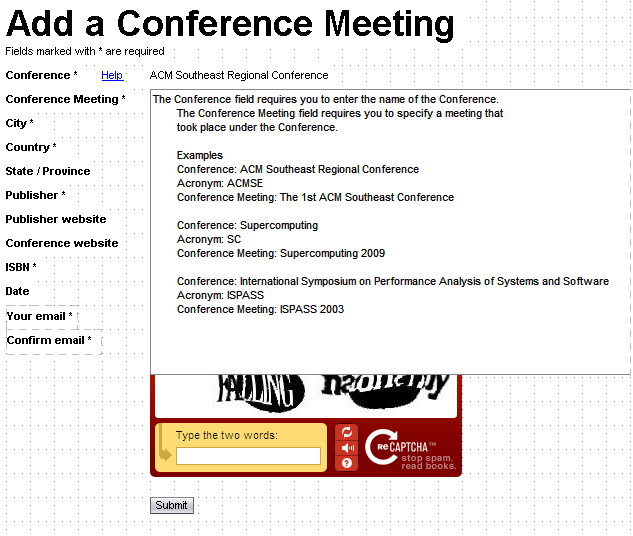 Add a Conference Meeting
Fields marked with * are required
Conference * Help ACM Southeast Regional Conference
Conference Meeting *
City *
Country *
State / Province
Publisher *
Publisher website
Conference website
ISBN *
Date
Your email *
Confirm email *
The Conference field requires you to enter the name of the Conference.
The Conference Meeting field requires you to specify a meeting that
took place under the Conference.
Examples
Conference: ACM Southeast Regional Conference
Acronym: ACMSE
Conference Meeting: The 1st ACM Southeast Conference
Conference: Supercomputing
Acronym: SC
Conference Meeting: Supercomputing 2009
Conference: International Symposium on Performance Analysis of Systems and Software
Acronym: ISPASS
Conference Meeting: ISPASS 2003
FALLING
Type the two words:
reCAPTCHA™
stop spam.
read books.
Submit